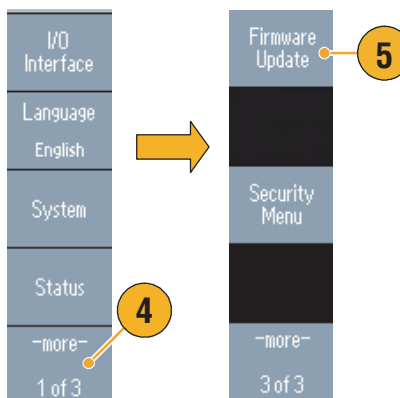 I/O
Interface
Language
English
System
Status
-more-
1 of 3
4
Firmware
Update
5
Security
Menu
-more-
3 of 3